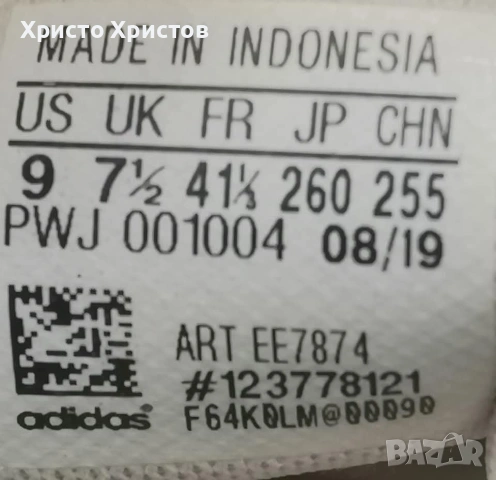 Христо Христов
MADE IN INDONESIA
US UK FR JP CHN
9 7½ 41⅓ 260 255
PWJ 001004 08/19
ART EE7874
#123778121
adidas® F64K0LM@00090
BAZAR